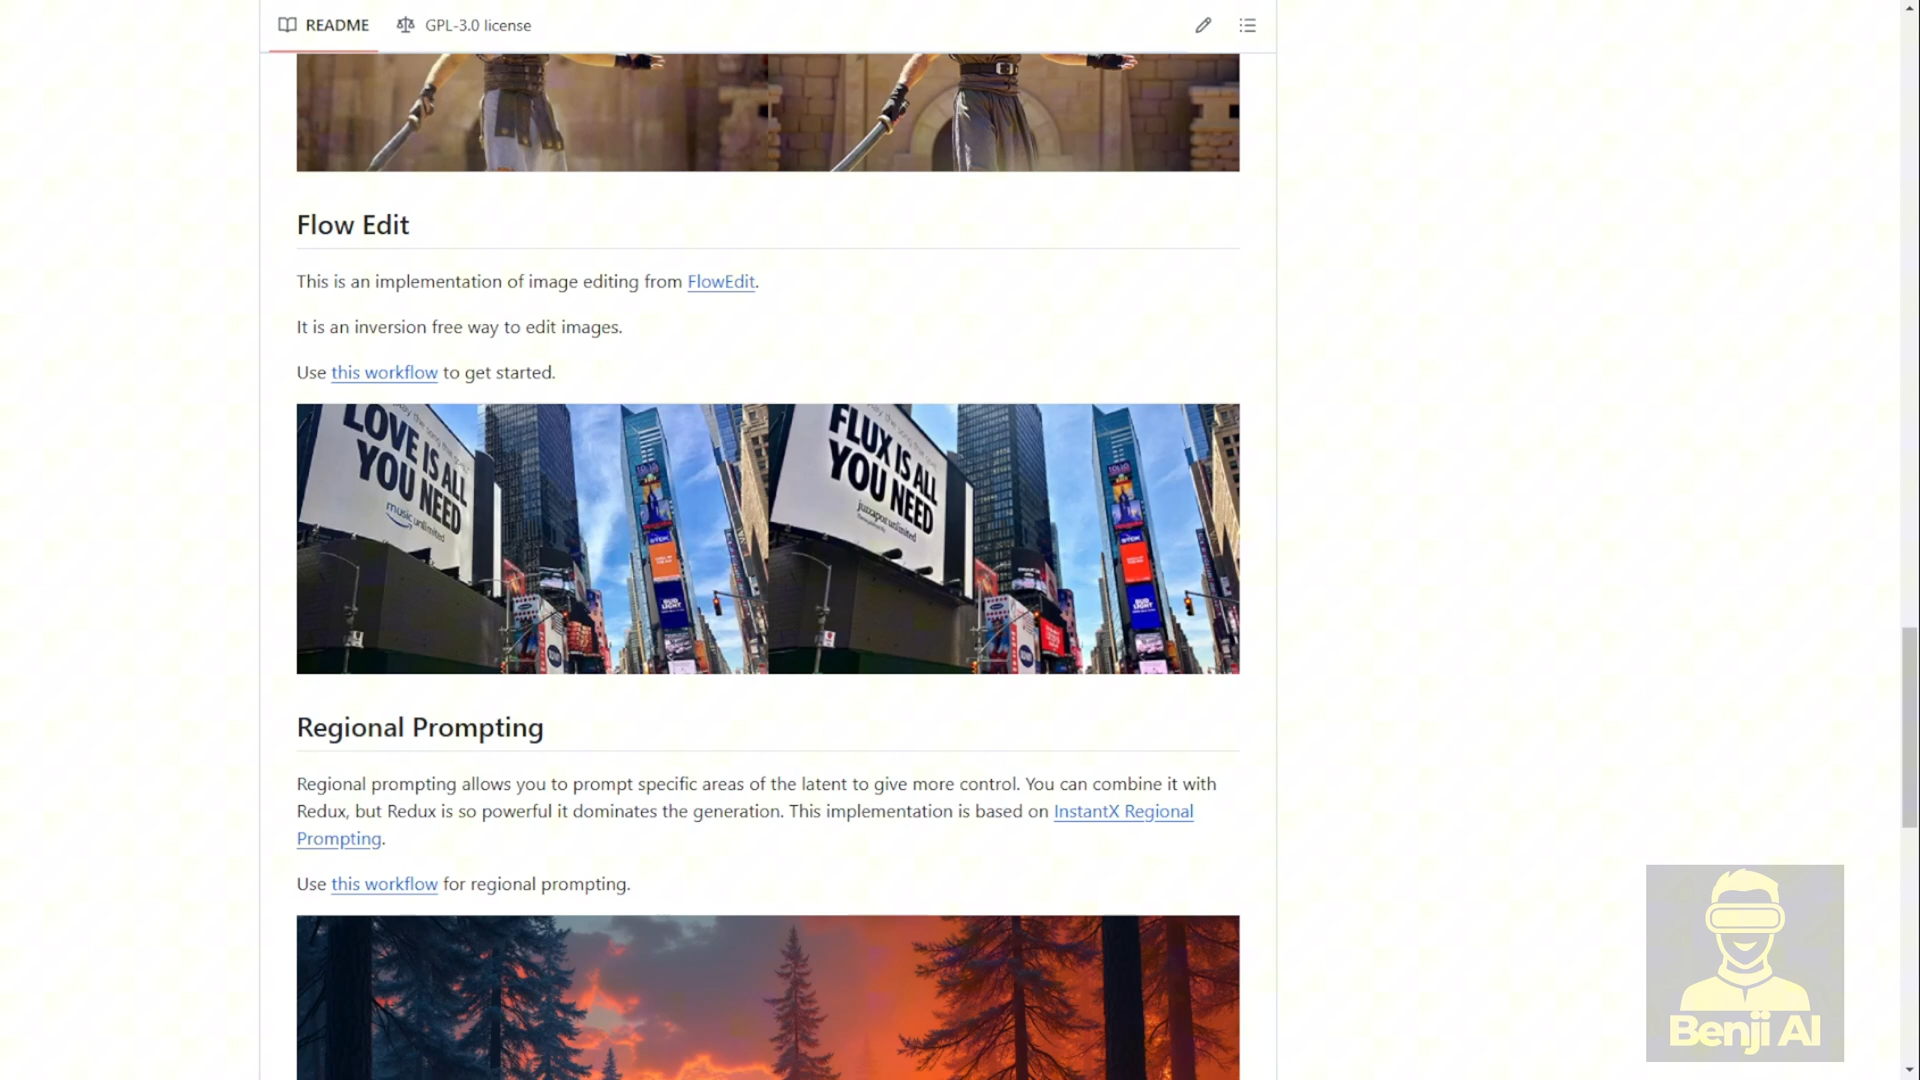 README
GPL-3.0 license
Flow Edit
This is an implementation of image editing from FlowEdit.
It is an inversion free way to edit images.
Use this workflow to get started.
LOVE IS ALL
YOU NEED
music unlimited
FLUX IS ALL
YOU NEED
BUD
LIGHT
BUD
LIGHT
Regional Prompting
Regional prompting allows you to prompt specific areas of the latent to give more control. You can combine it with
Redux, but Redux is so powerful it dominates the generation. This implementation is based on InstantX Regional
Prompting.
Use this workflow for regional prompting.
Benji AI